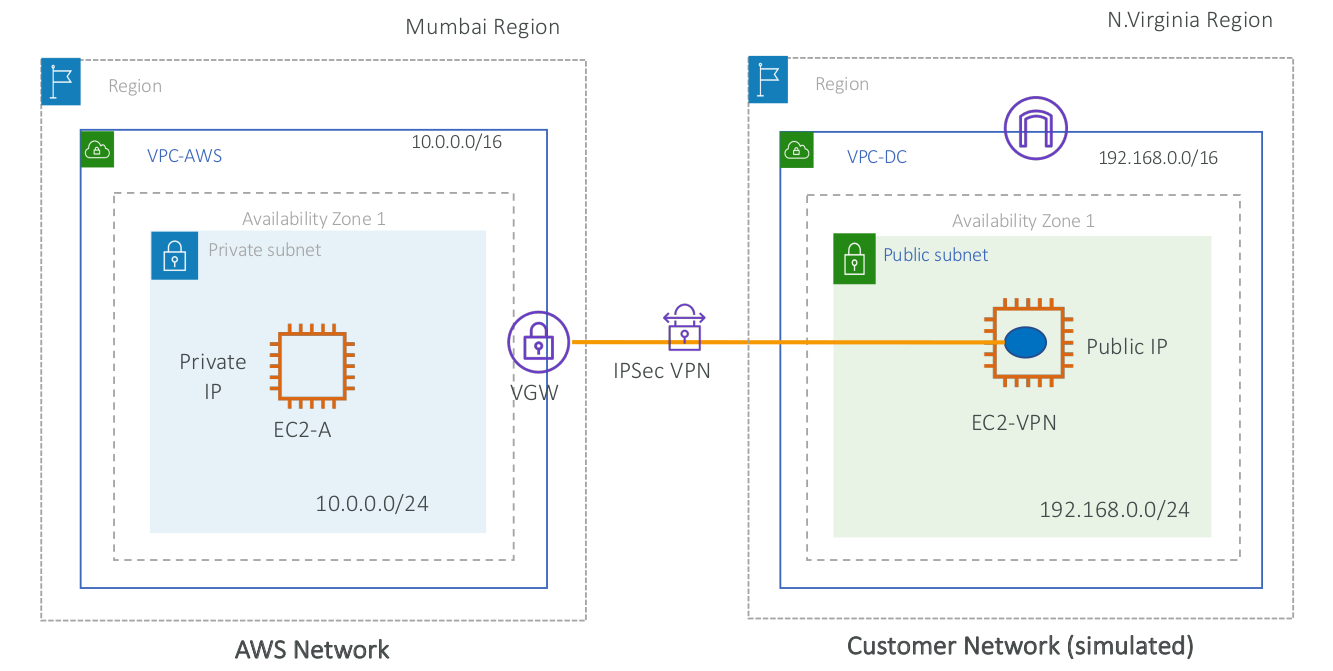 Mumbai Region
N.Virginia Region
Region
Region
VPC-AWS
10.0.0.0/16
VPC-DC
192.168.0.0/16
Availability Zone 1
Availability Zone 1
Private subnet
Public subnet
Private
IP
EC2-A
VGW
IPSec VPN
Public IP
EC2-VPN
10.0.0.0/24
192.168.0.0/24
AWS Network
Customer Network (simulated)